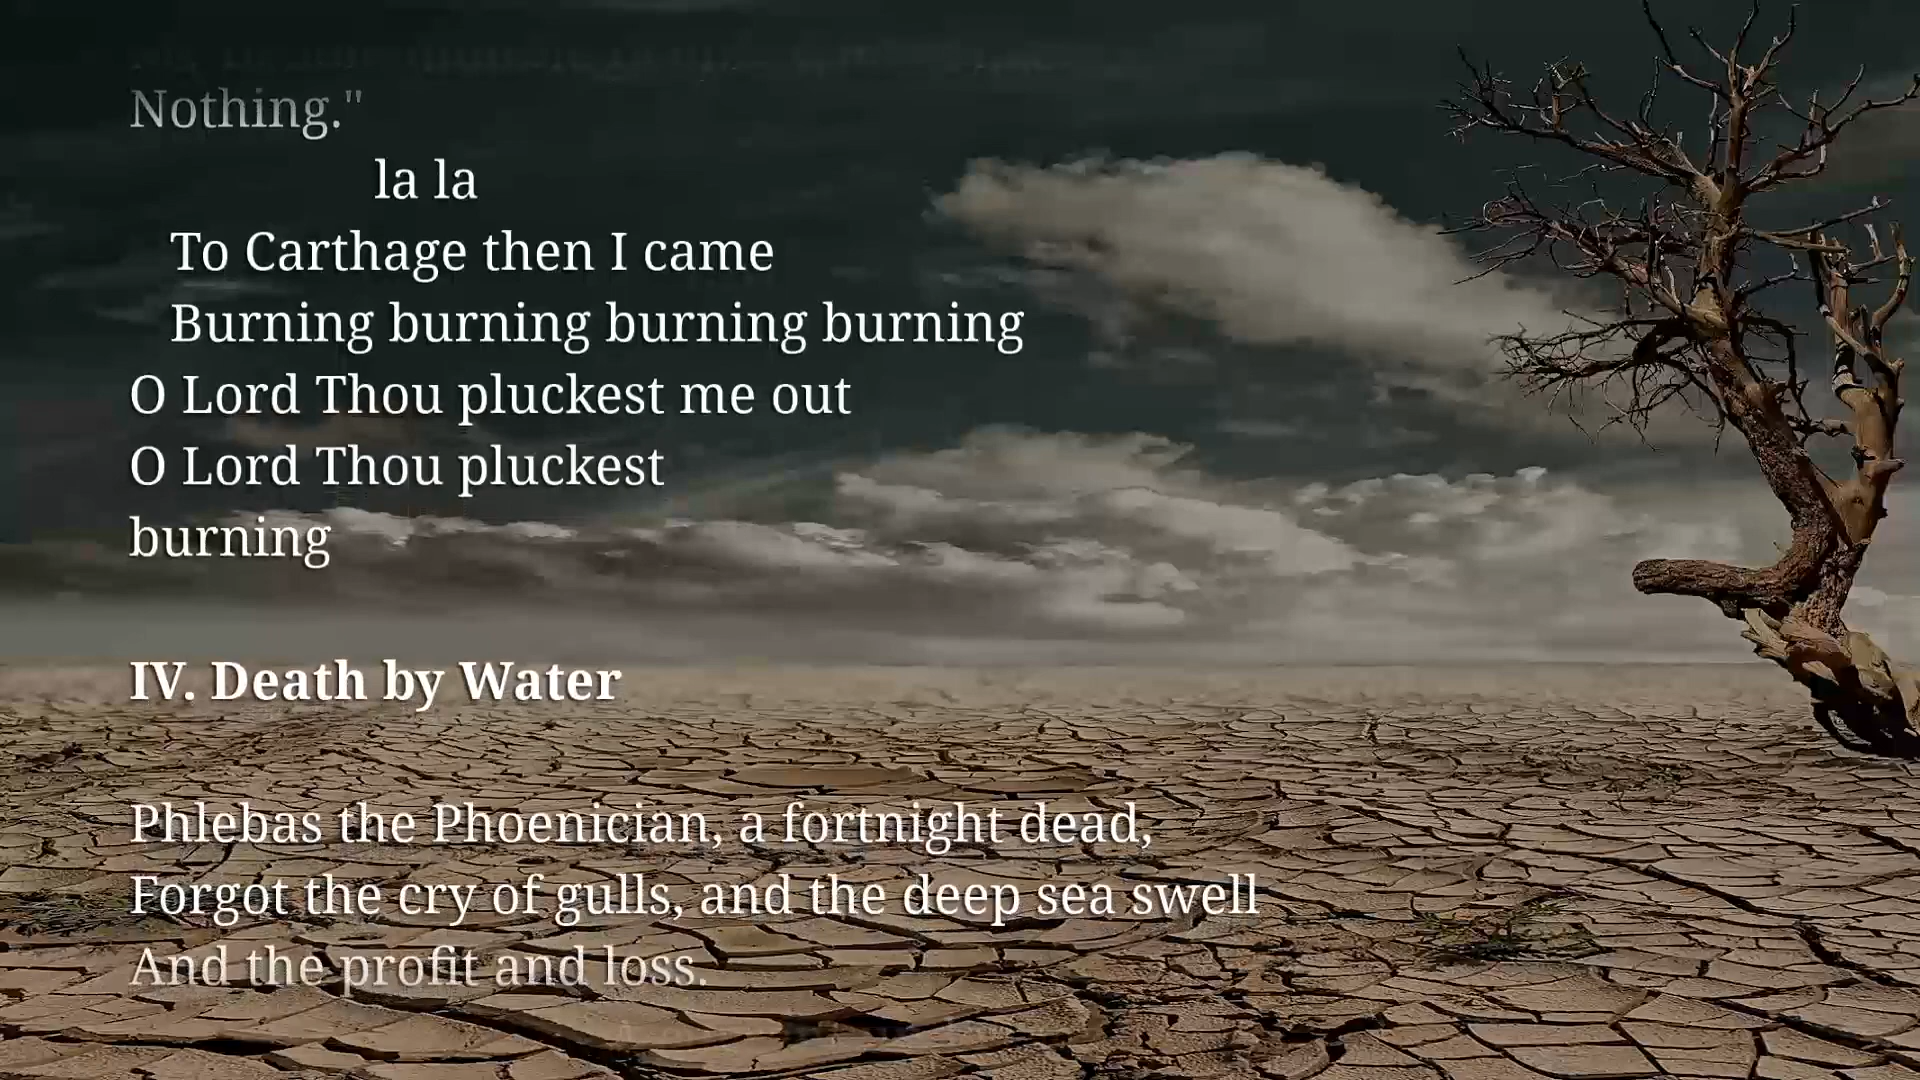 Nothing."
la la
To Carthage then I came
Burning burning burning burning
O Lord Thou pluckest me out
O Lord Thou pluckest
burning
IV. Death by Water
Phlebas the Phoenician, a fortnight dead,
Forgot the cry of gulls, and the deep sea swell
And the profit and loss.